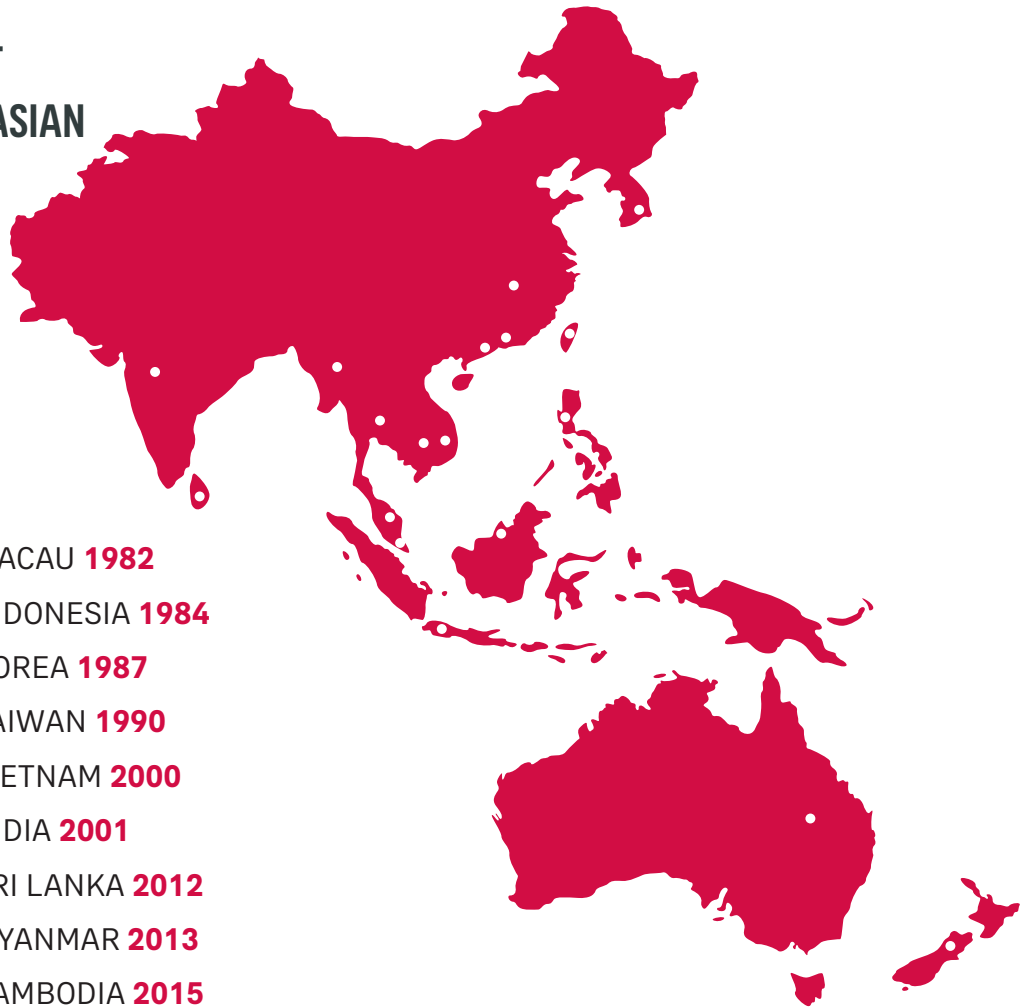 ASIAN
ACAU 1982
DONESIA 1984
OREA 1987
AIWAN 1990
ETNAM 2000
DIA 2001
RI LANKA 2012
YANMAR 2013
AMBODIA 2015